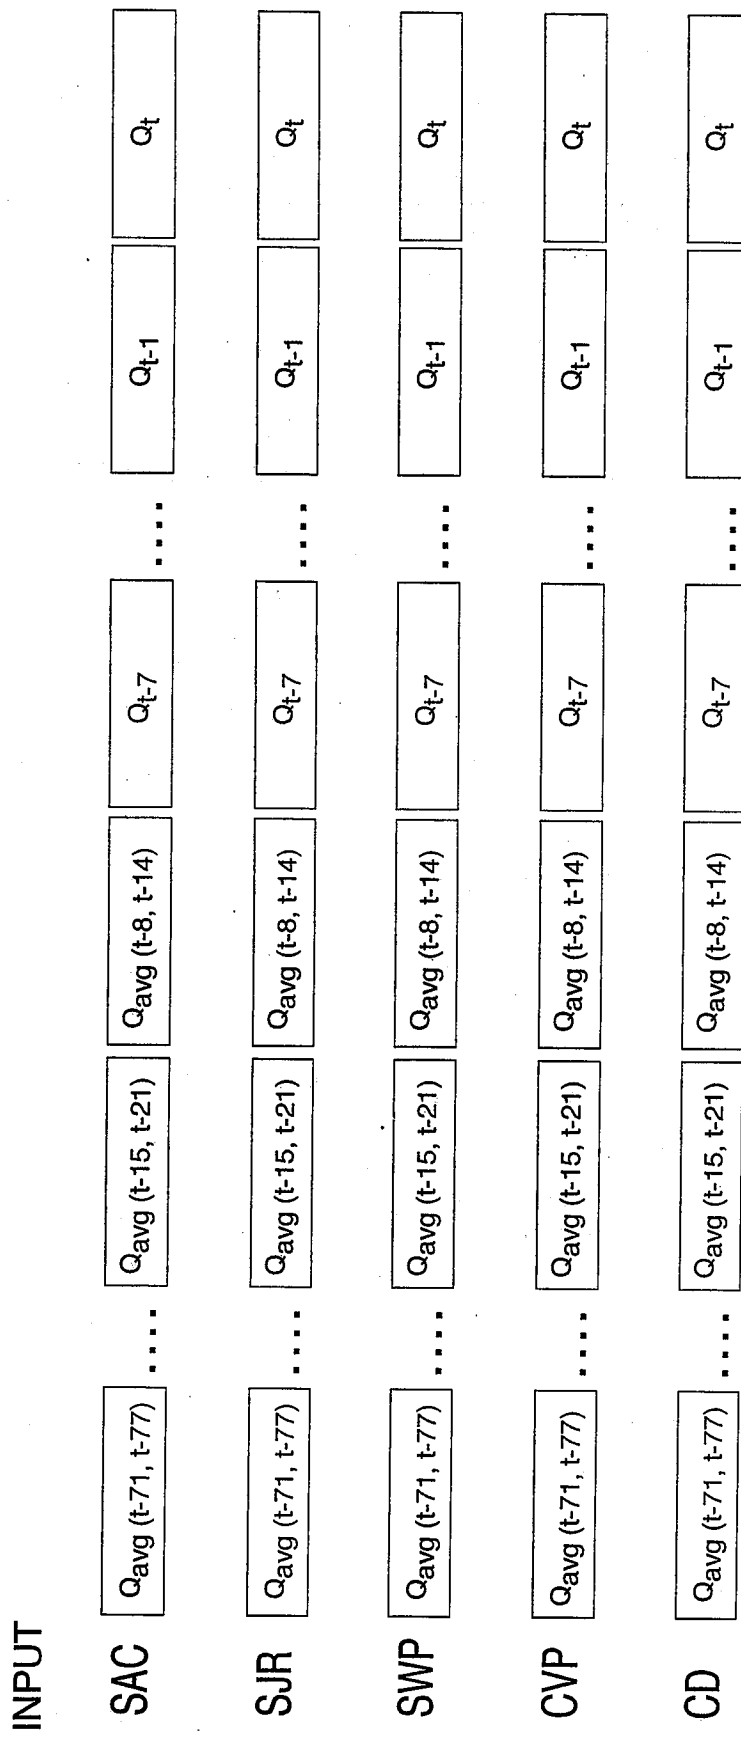 INPUT
SAC Qavg (t-71, t-77) .... Qavg (t-15, t-21) Qavg (t-8, t-14) Qt-7 .... Qt-1 Qt
SJR Qavg (t-71, t-77) .... Qavg (t-15, t-21) Qavg (t-8, t-14) Qt-7 .... Qt-1 Qt
SWP Qavg (t-71, t-77) .... Qavg (t-15, t-21) Qavg (t-8, t-14) Qt-7 .... Qt-1 Qt
CVP Qavg (t-71, t-77) .... Qavg (t-15, t-21) Qavg (t-8, t-14) Qt-7 .... Qt-1 Qt
CD Qavg (t-71, t-77) .... Qavg (t-15, t-21) Qavg (t-8, t-14) Qt-7 .... Qt-1 Qt